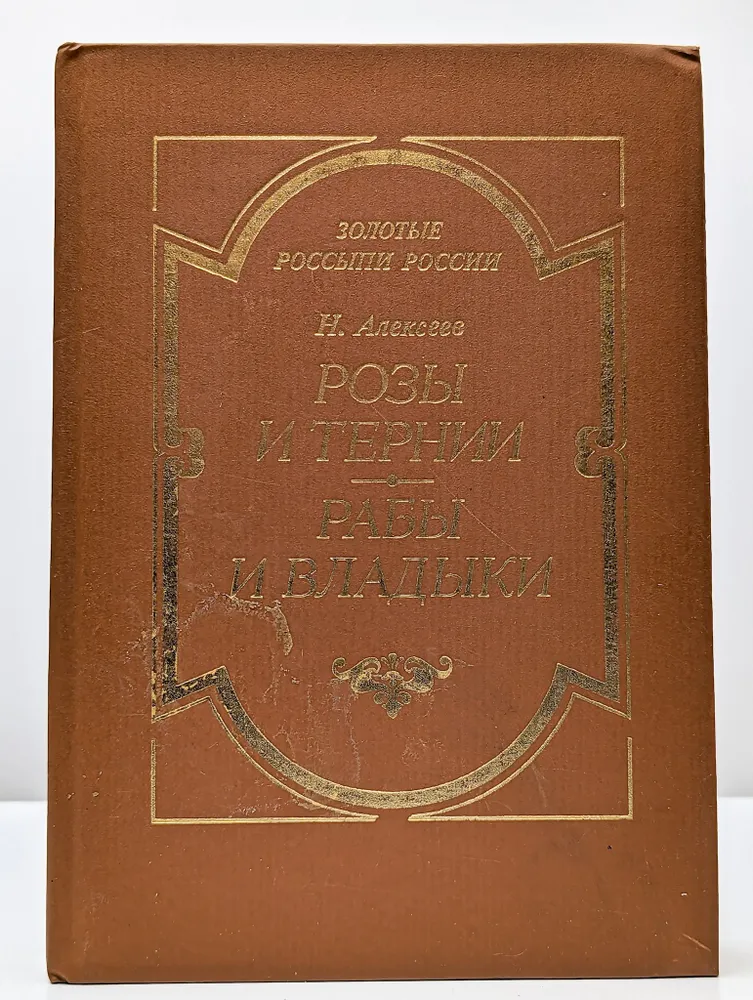 ЗОЛОТЫЕ
РОССЫПИ РОССИИ
Н. Алексеев
РОЗЫ
И ТЕРНИИ
РАБЫ
И ВЛАДЫКИ